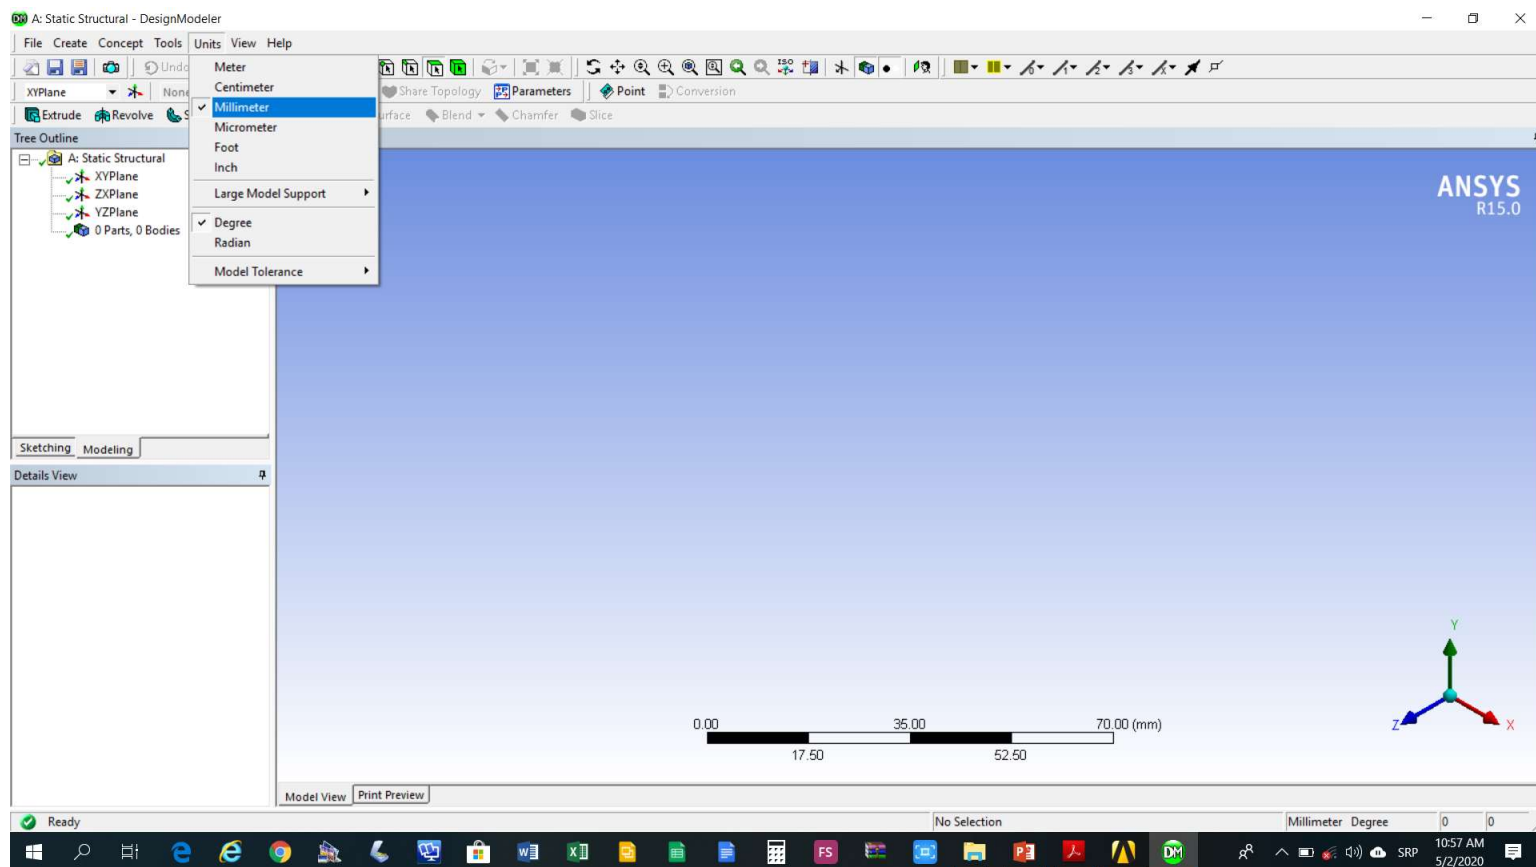 A: Static Structural - DesignModeler
File Create Concept Tools Units View Help
Undo
XYPlane None Share Topology Parameters Point Conversion
Extrude Revolve Blend Chamfer Slice
Meter
Centimeter
Millimeter
Micrometer
Foot
Inch
Large Model Support
Degree
Radian
Model Tolerance
Tree Outline
A: Static Structural
XYPlane
ZXPlane
YZPlane
0 Parts, 0 Bodies
Sketching Modeling
Details View
ANSYS
R15.0
Y
Z X
0.00 35.00 70.00 (mm)
17.50 52.50
Model View Print Preview
Ready No Selection Millimeter Degree 0 0
SRP 10:57 AM
5/2/2020